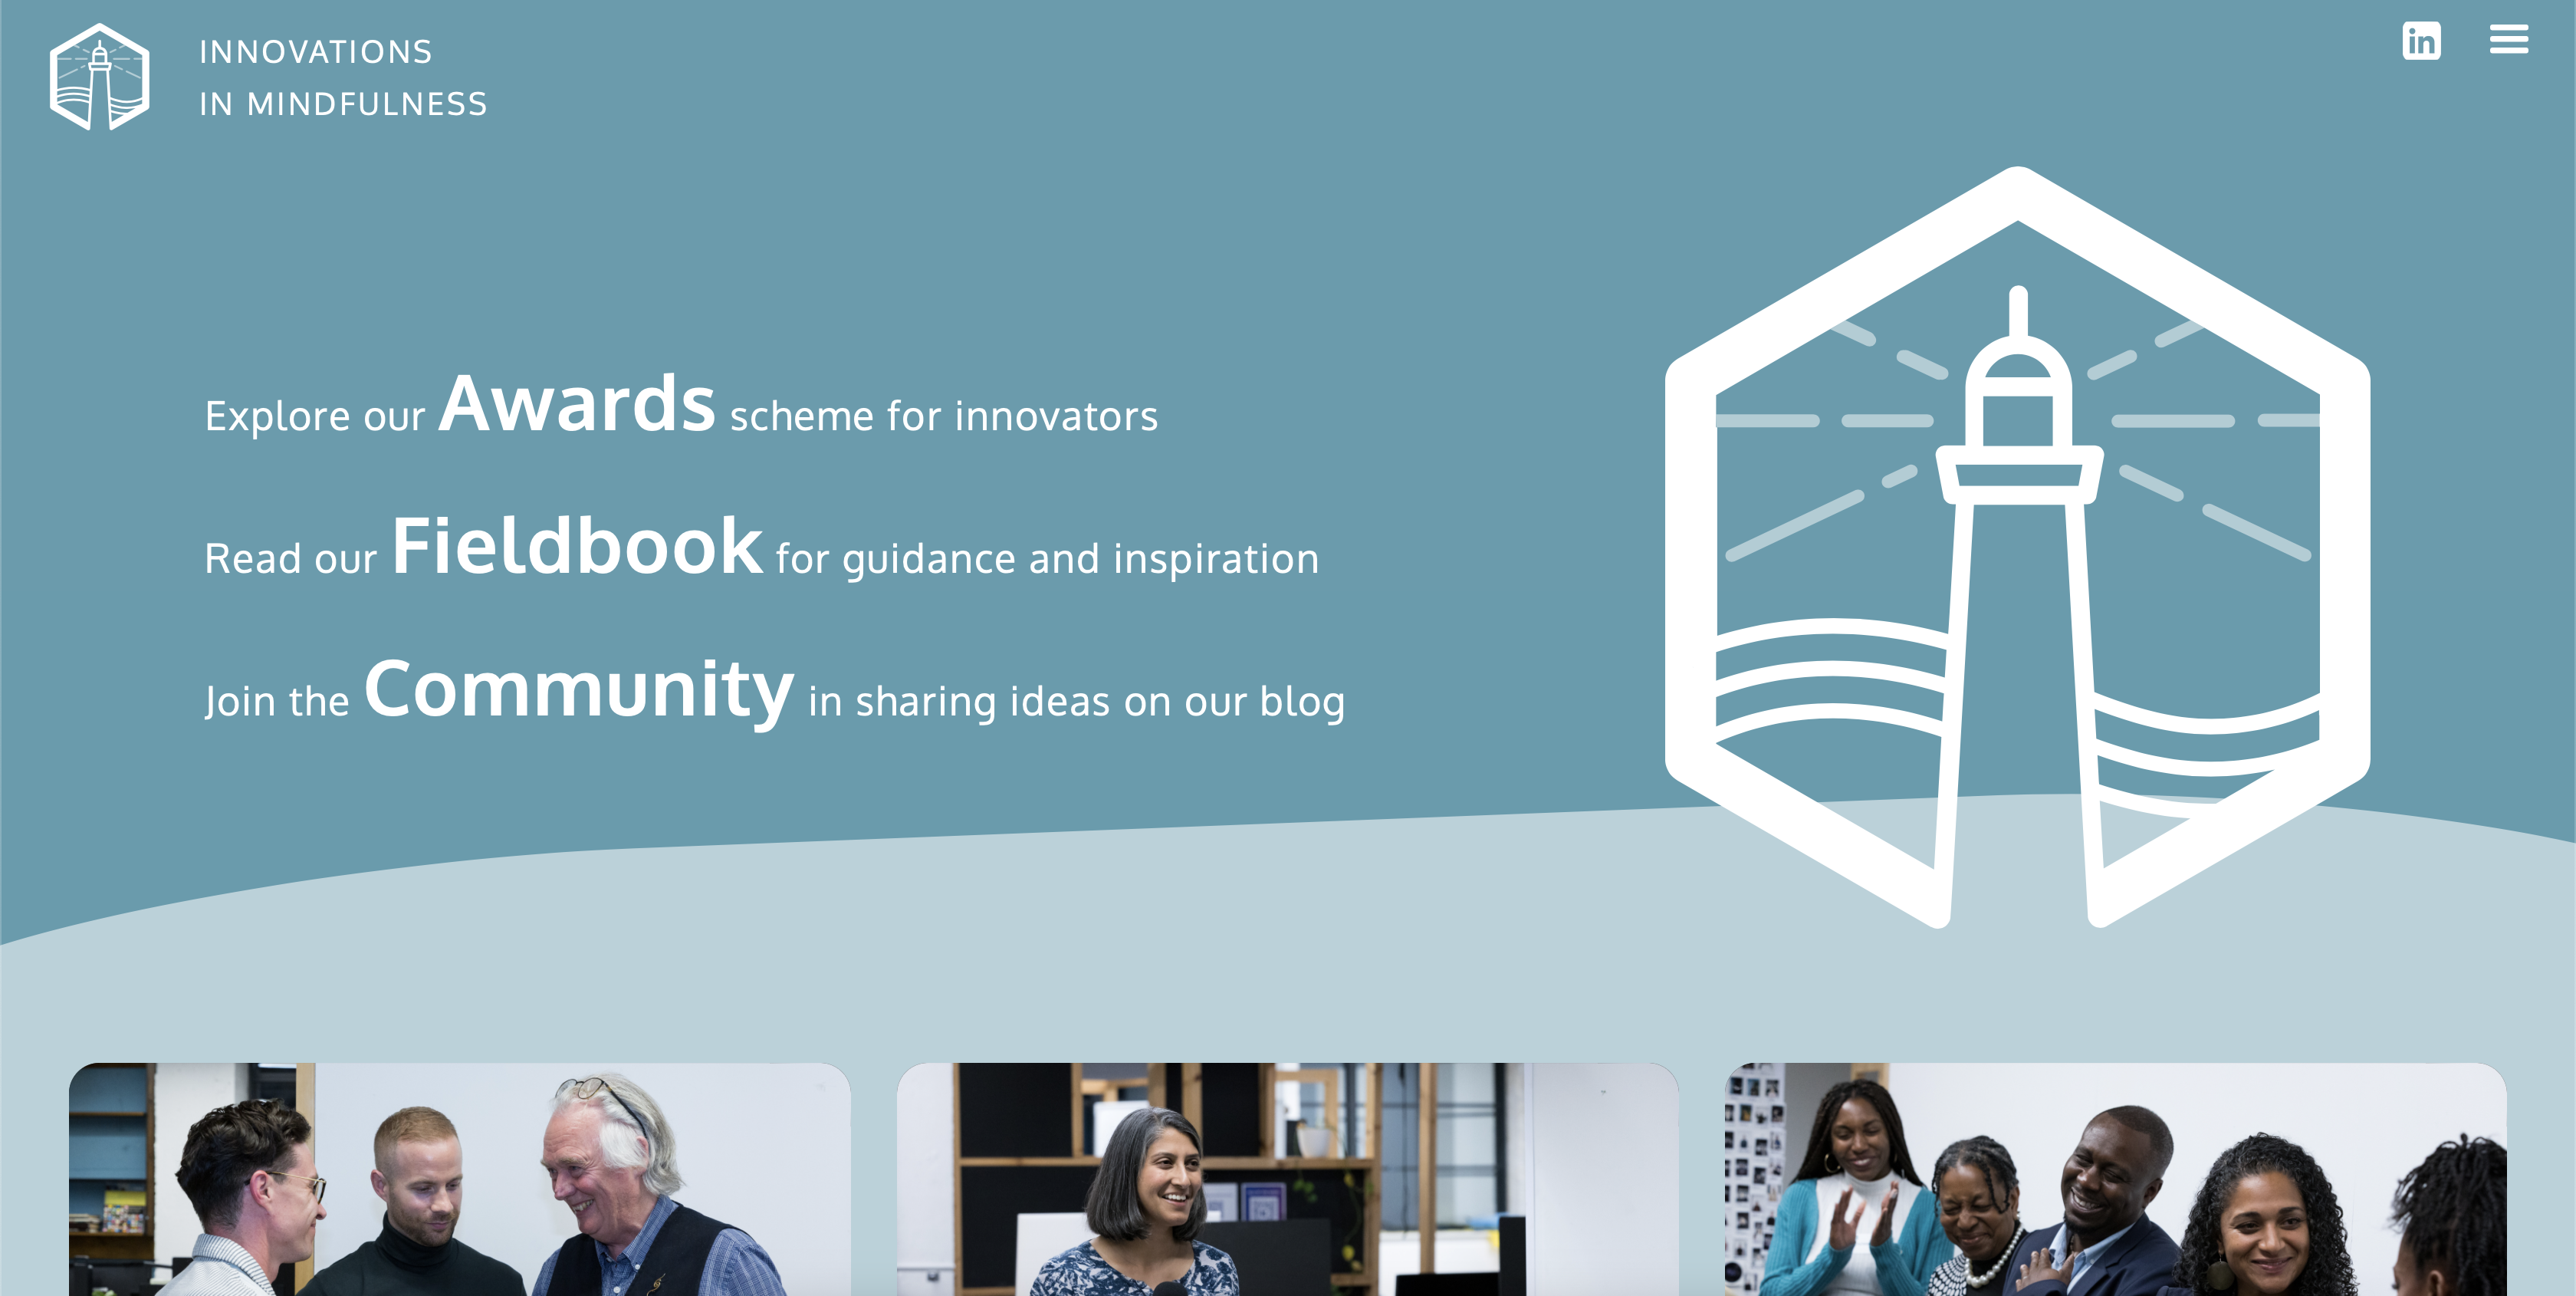 INNOVATIONS
IN MINDFULNESS
in
Explore our Awards scheme for innovators
Read our Fieldbook for guidance and inspiration
Join the Community in sharing ideas on our blog